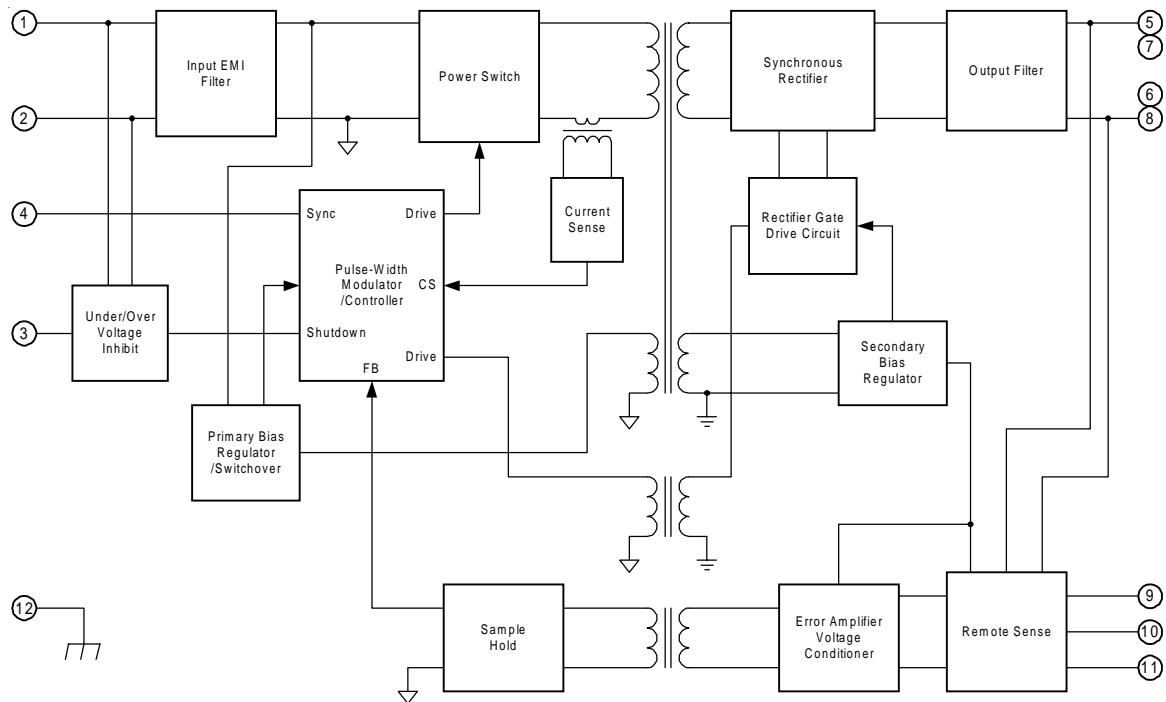 1
Input EMI
Filter
Power Switch
Synchronous
Rectifier
Output Filter
5
7
2
6
8
4
Sync
Drive
Current
Sense
Rectifier Gate
Drive Circuit
Pulse-Width
Modulator
/Controller
CS
3
Under/Over
Voltage
Inhibit
Shutdown
Drive
FB
Secondary
Bias
Regulator
Primary Bias
Regulator
/Switchover
12
Sample
Hold
Error Amplifier
Voltage
Conditioner
Remote Sense
9
10
11